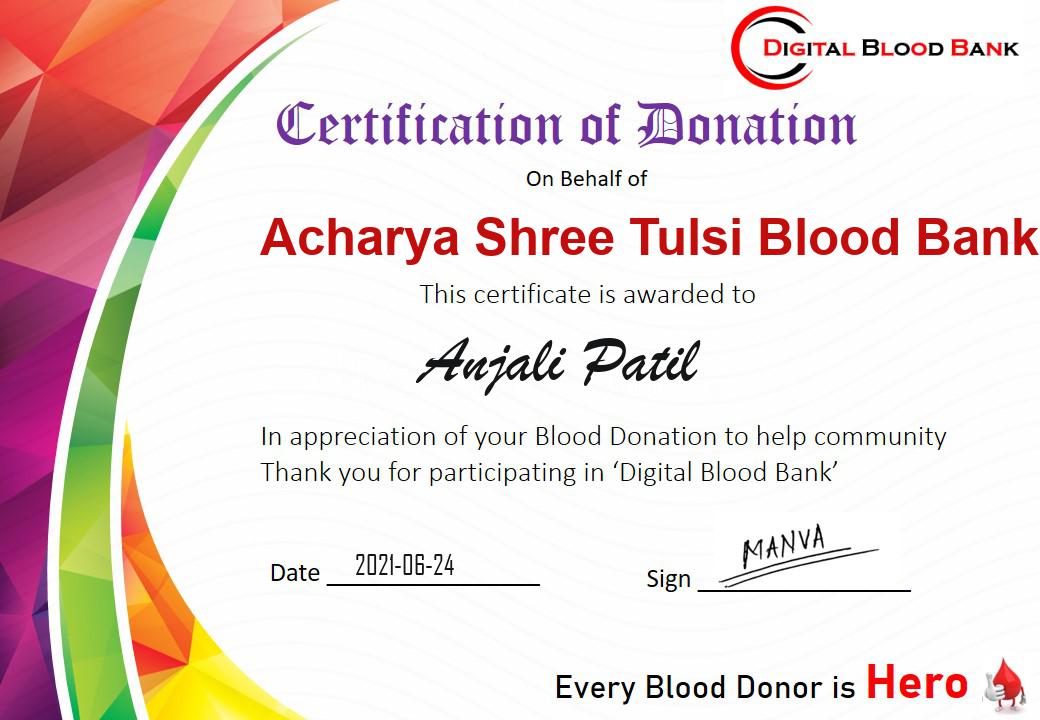 DIGITAL BLOOD BANK
Certification of Donation
On Behalf of
Acharya Shree Tulsi Blood Bank
This certificate is awarded to
Anjali Patil
In appreciation of your Blood Donation to help community
Thank you for participating in ‘Digital Blood Bank’
Date 2021-06-24
Sign MANVA
Every Blood Donor is Hero